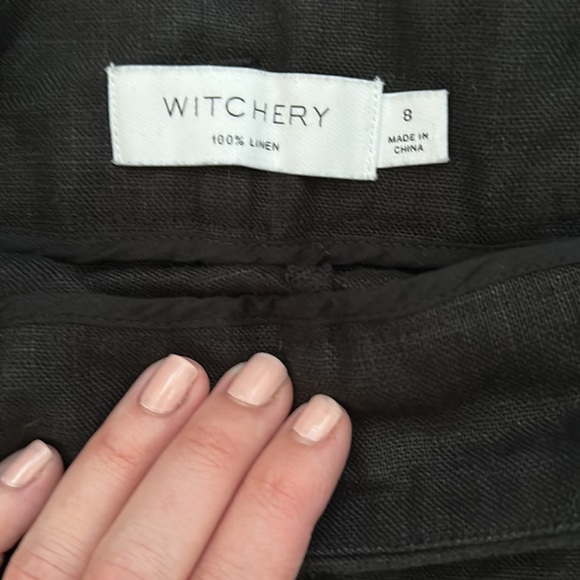 WITCHERY
100% LINEN
8
MADE IN
CHINA